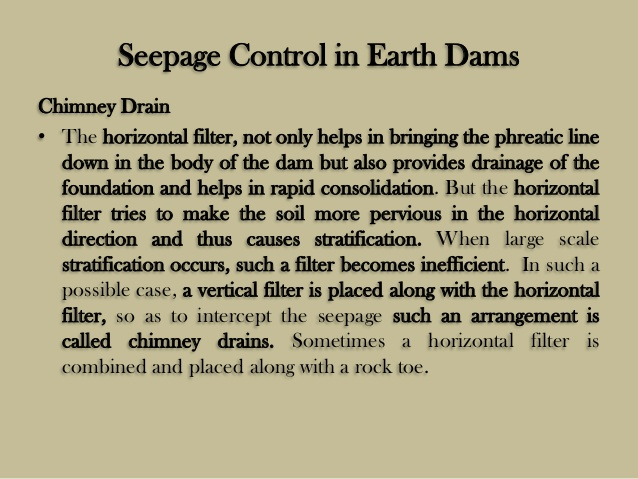 Seepage Control in Earth Dams
Chimney Drain
• The horizontal filter, not only helps in bringing the phreatic line
down in the body of the dam but also provides drainage of the
foundation and helps in rapid consolidation. But the horizontal
filter tries to make the soil more pervious in the horizontal
direction and thus causes stratification. When large scale
stratification occurs, such a filter becomes inefficient. In such a
possible case, a vertical filter is placed along with the horizontal
filter, so as to intercept the seepage such an arrangement is
called chimney drains. Sometimes a horizontal filter is
combined and placed along with a rock toe.